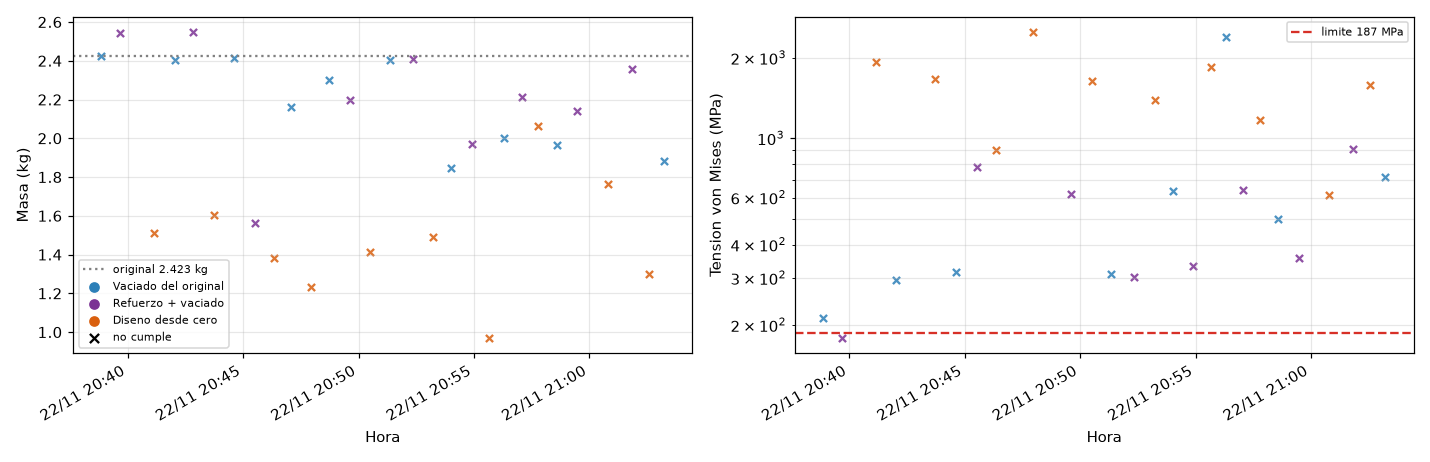 2.6
2.4
2.2
2.0
1.8
1.6
1.4
1.2
1.0
Masa (kg)
original 2.423 kg
Vaciado del original
Refuerzo + vaciado
Diseno desde cero
no cumple
22/11 20:40
22/11 20:45
22/11 20:50
22/11 20:55
22/11 21:00
Hora
2 × 10³
10³
6 × 10²
4 × 10²
3 × 10²
2 × 10²
Tension von Mises (MPa)
limite 187 MPa
22/11 20:40
22/11 20:45
22/11 20:50
22/11 20:55
22/11 21:00
Hora